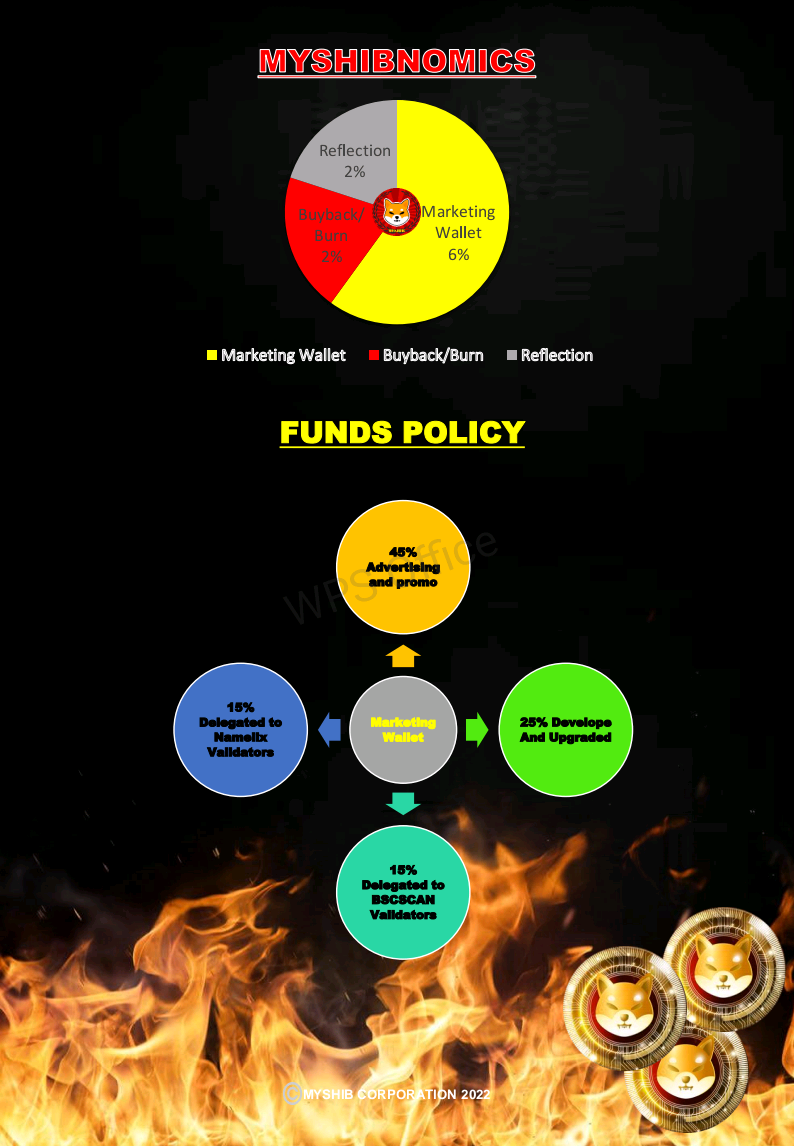 MYSHIBNOMICS
Reflection
2%
Buyback/
Burn
2%
Marketing
Wallet
6%
Marketing Wallet
Buyback/Burn
Reflection
FUNDS POLICY
WPS Office
45%
Advertising
and promo
15%
Delegated to
Namelix
Validators
Marketing
Wallet
25% Develope
And Upgraded
15%
Delegated to
BSCSCAN
Validators
©MYSHIB CORPORATION 2022